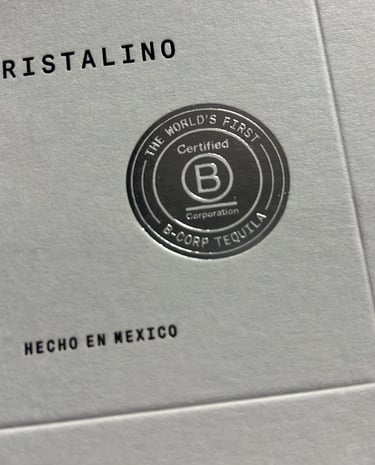 RISTALINO
THE WORLD'S FIRST
Certified
B
Corporation
B-CORP TEQUILA
HECHO EN MEXICO